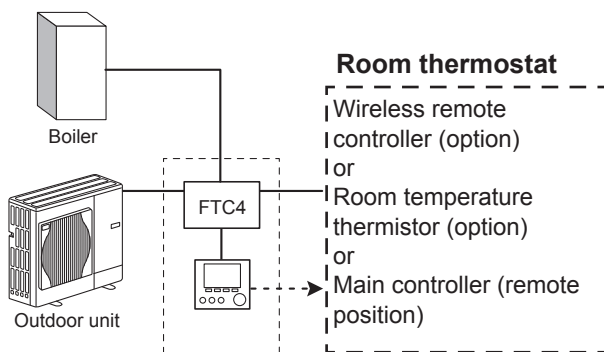 Boiler
Outdoor unit
FTC4
Room thermostat
Wireless remote
controller (option)
or
Room temperature
thermistor (option)
or
Main controller (remote
position)